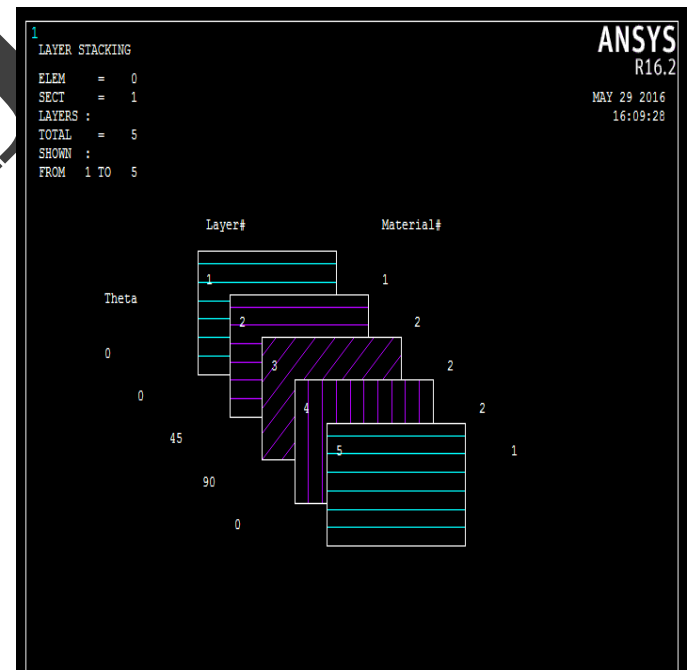 1
ANSYS
R16.2
LAYER STACKING
ELEM = 0
SECT = 1
LAYERS :
TOTAL = 5
SHOWN :
FROM 1 TO 5
MAY 29 2016
16:09:28
Layer# Material#
1 1
Theta
2 2
0 3 2
0 4 2
45 5 1
90
0